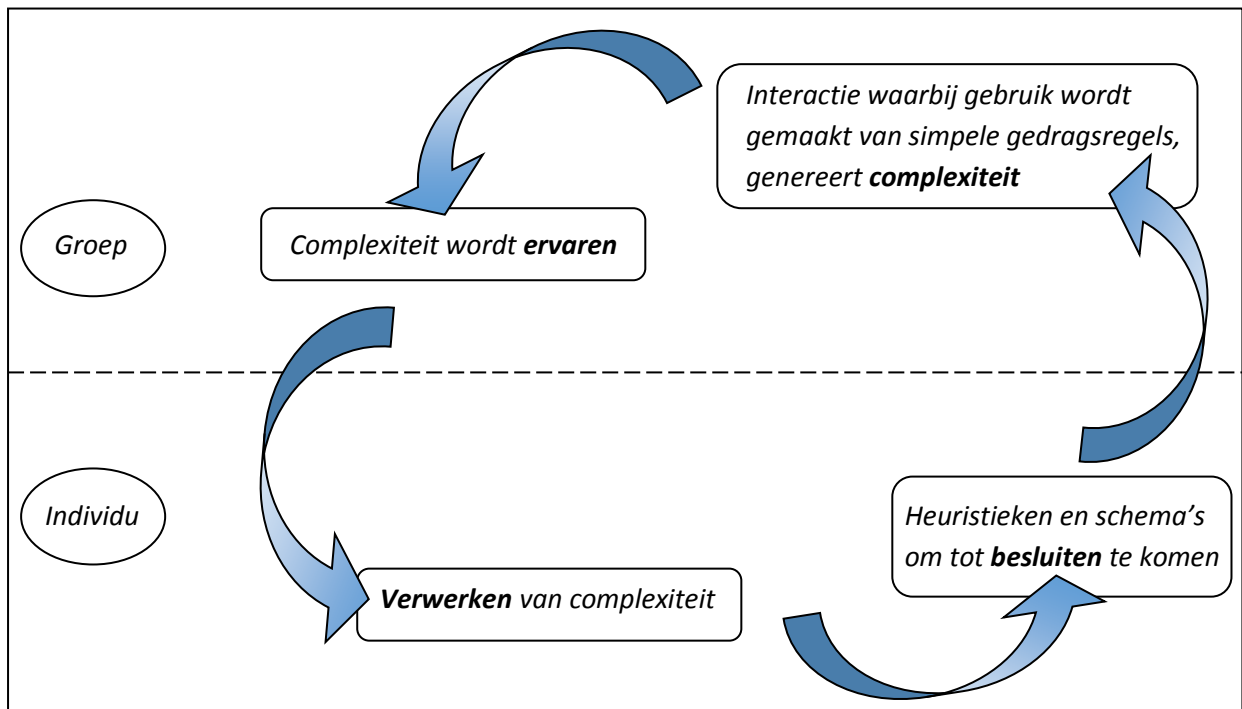 Interactie waarbij gebruik wordt
gemaakt van simpele gedragsregels,
genereert complexiteit
Groep
Complexiteit wordt ervaren
Individu
Heuristieken en schema’s
om tot besluiten te komen
Verwerken van complexiteit